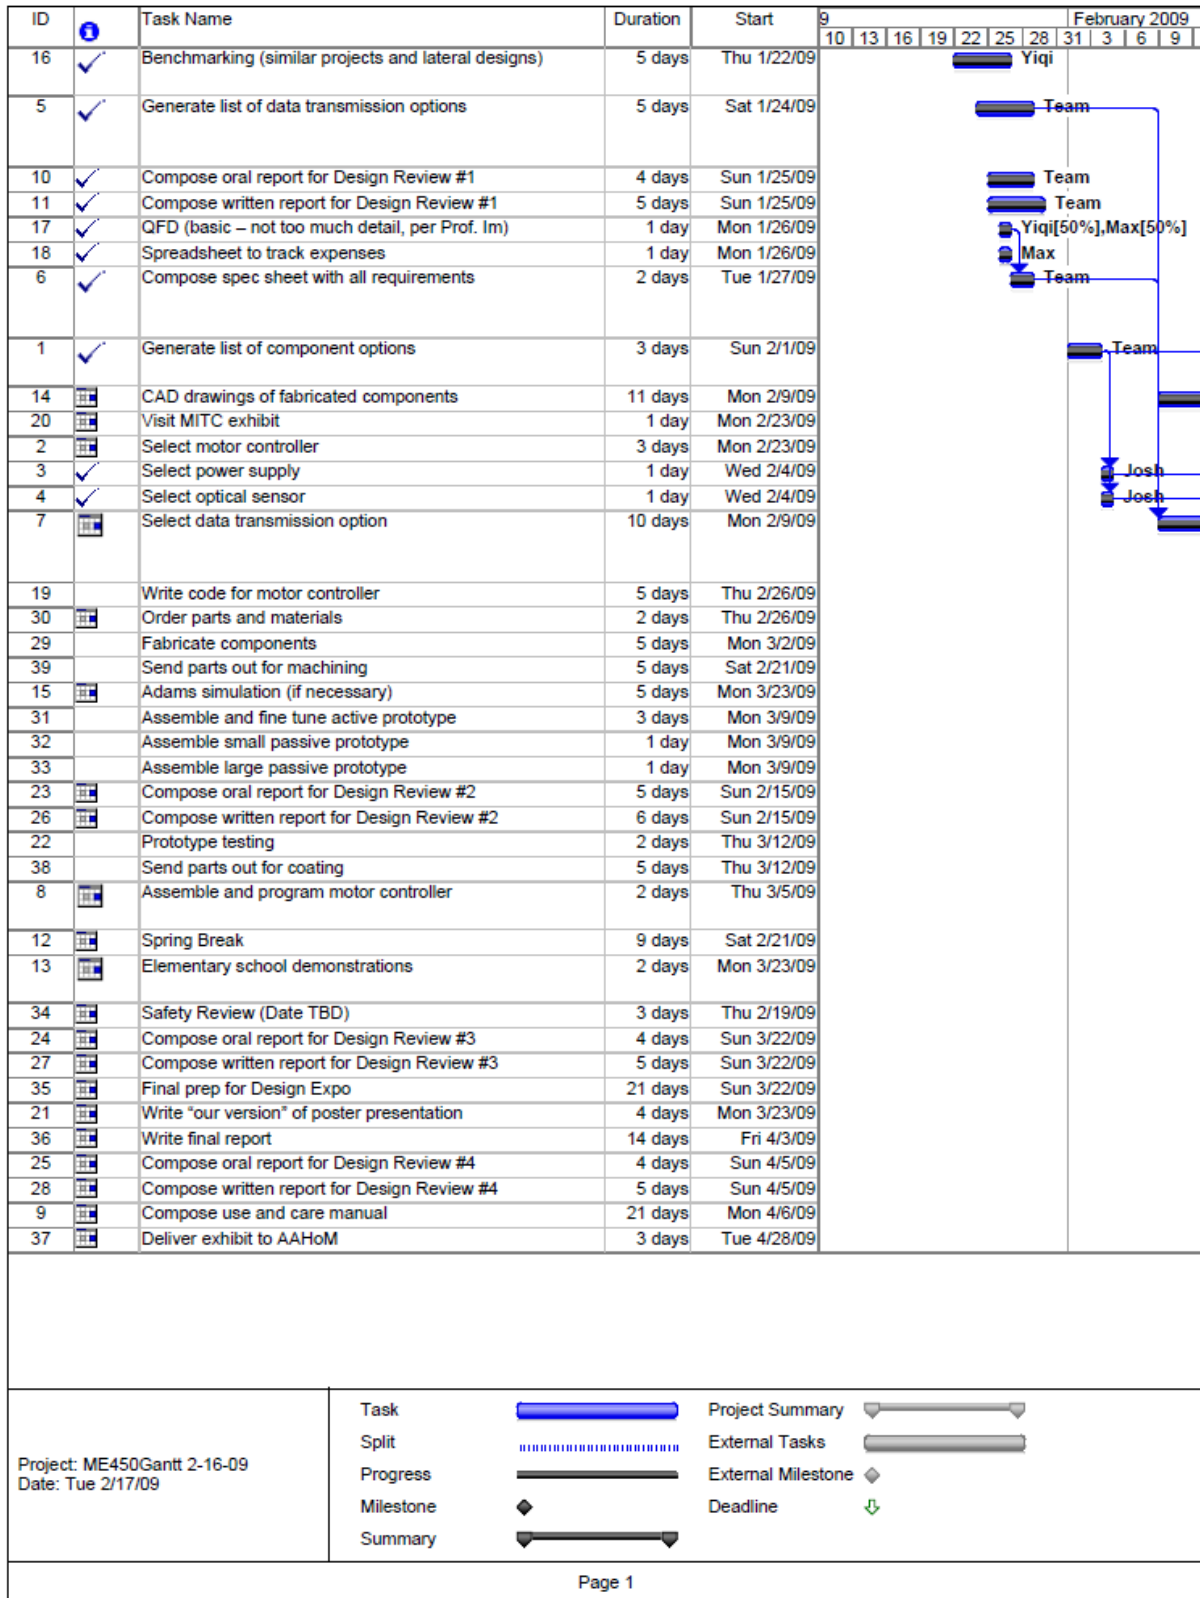 ID Task Name Duration Start 9 February 2009
10 13 16 19 22 25 28 31 3 6 9
16 Benchmarking (similar projects and lateral designs) 5 days Thu 1/22/09 Yiqi
5 Generate list of data transmission options 5 days Sat 1/24/09 Team
10 Compose oral report for Design Review #1 4 days Sun 1/25/09 Team
11 Compose written report for Design Review #1 5 days Sun 1/25/09 Team
17 QFD (basic – not too much detail, per Prof. Im) 1 day Mon 1/26/09 Yiqi[50%],Max[50%]
18 Spreadsheet to track expenses 1 day Mon 1/26/09 Max
6 Compose spec sheet with all requirements 2 days Tue 1/27/09 Team
1 Generate list of component options 3 days Sun 2/1/09 Team
14 CAD drawings of fabricated components 11 days Mon 2/9/09
20 Visit MITC exhibit 1 day Mon 2/23/09
2 Select motor controller 3 days Mon 2/23/09
3 Select power supply 1 day Wed 2/4/09 Josh
4 Select optical sensor 1 day Wed 2/4/09 Josh
7 Select data transmission option 10 days Mon 2/9/09
19 Write code for motor controller 5 days Thu 2/26/09
30 Order parts and materials 2 days Thu 2/26/09
29 Fabricate components 5 days Mon 3/2/09
39 Send parts out for machining 5 days Sat 2/21/09
15 Adams simulation (if necessary) 5 days Mon 3/23/09
31 Assemble and fine tune active prototype 3 days Mon 3/9/09
32 Assemble small passive prototype 1 day Mon 3/9/09
33 Assemble large passive prototype 1 day Mon 3/9/09
23 Compose oral report for Design Review #2 5 days Sun 2/15/09
26 Compose written report for Design Review #2 6 days Sun 2/15/09
22 Prototype testing 2 days Thu 3/12/09
38 Send parts out for coating 5 days Thu 3/12/09
8 Assemble and program motor controller 2 days Thu 3/5/09
12 Spring Break 9 days Sat 2/21/09
13 Elementary school demonstrations 2 days Mon 3/23/09
34 Safety Review (Date TBD) 3 days Thu 2/19/09
24 Compose oral report for Design Review #3 4 days Sun 3/22/09
27 Compose written report for Design Review #3 5 days Sun 3/22/09
35 Final prep for Design Expo 21 days Sun 3/22/09
21 Write “our version” of poster presentation 4 days Mon 3/23/09
36 Write final report 14 days Fri 4/3/09
25 Compose oral report for Design Review #4 4 days Sun 4/5/09
28 Compose written report for Design Review #4 5 days Sun 4/5/09
9 Compose use and care manual 21 days Mon 4/6/09
37 Deliver exhibit to AAHoM 3 days Tue 4/28/09
Project: ME450Gantt 2-16-09
Date: Tue 2/17/09
Task
Split
Progress
Milestone
Summary
Project Summary
External Tasks
External Milestone
Deadline
Page 1